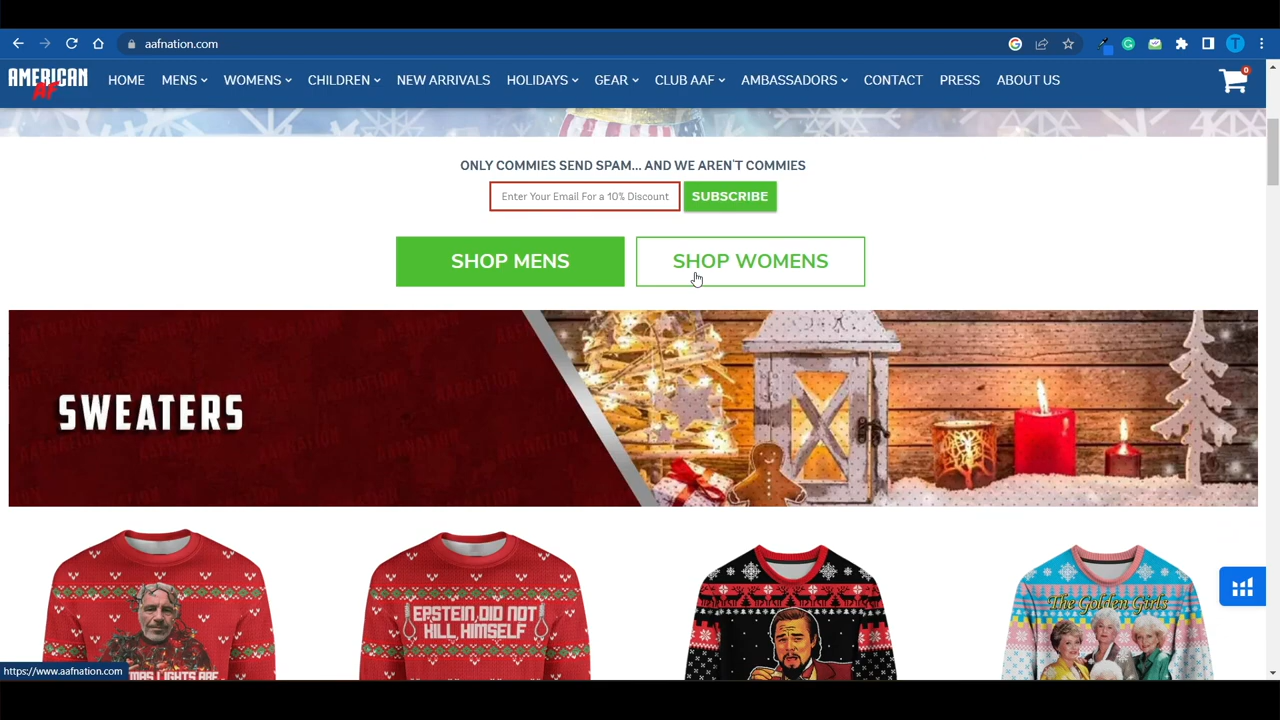 aafnation.com
T
AMERICAN
AF
HOME MENS WOMENS CHILDREN NEW ARRIVALS HOLIDAYS GEAR CLUB AAF AMBASSADORS CONTACT PRESS ABOUT US
0
ONLY COMMIES SEND SPAM... AND WE AREN'T COMMIES
Enter Your Email For a 10% Discount SUBSCRIBE
SHOP MENS SHOP WOMENS
SWEATERS
EPSTEIN DID NOT
KILL HIMSELF
The Golden Girls
https://www.aafnation.com